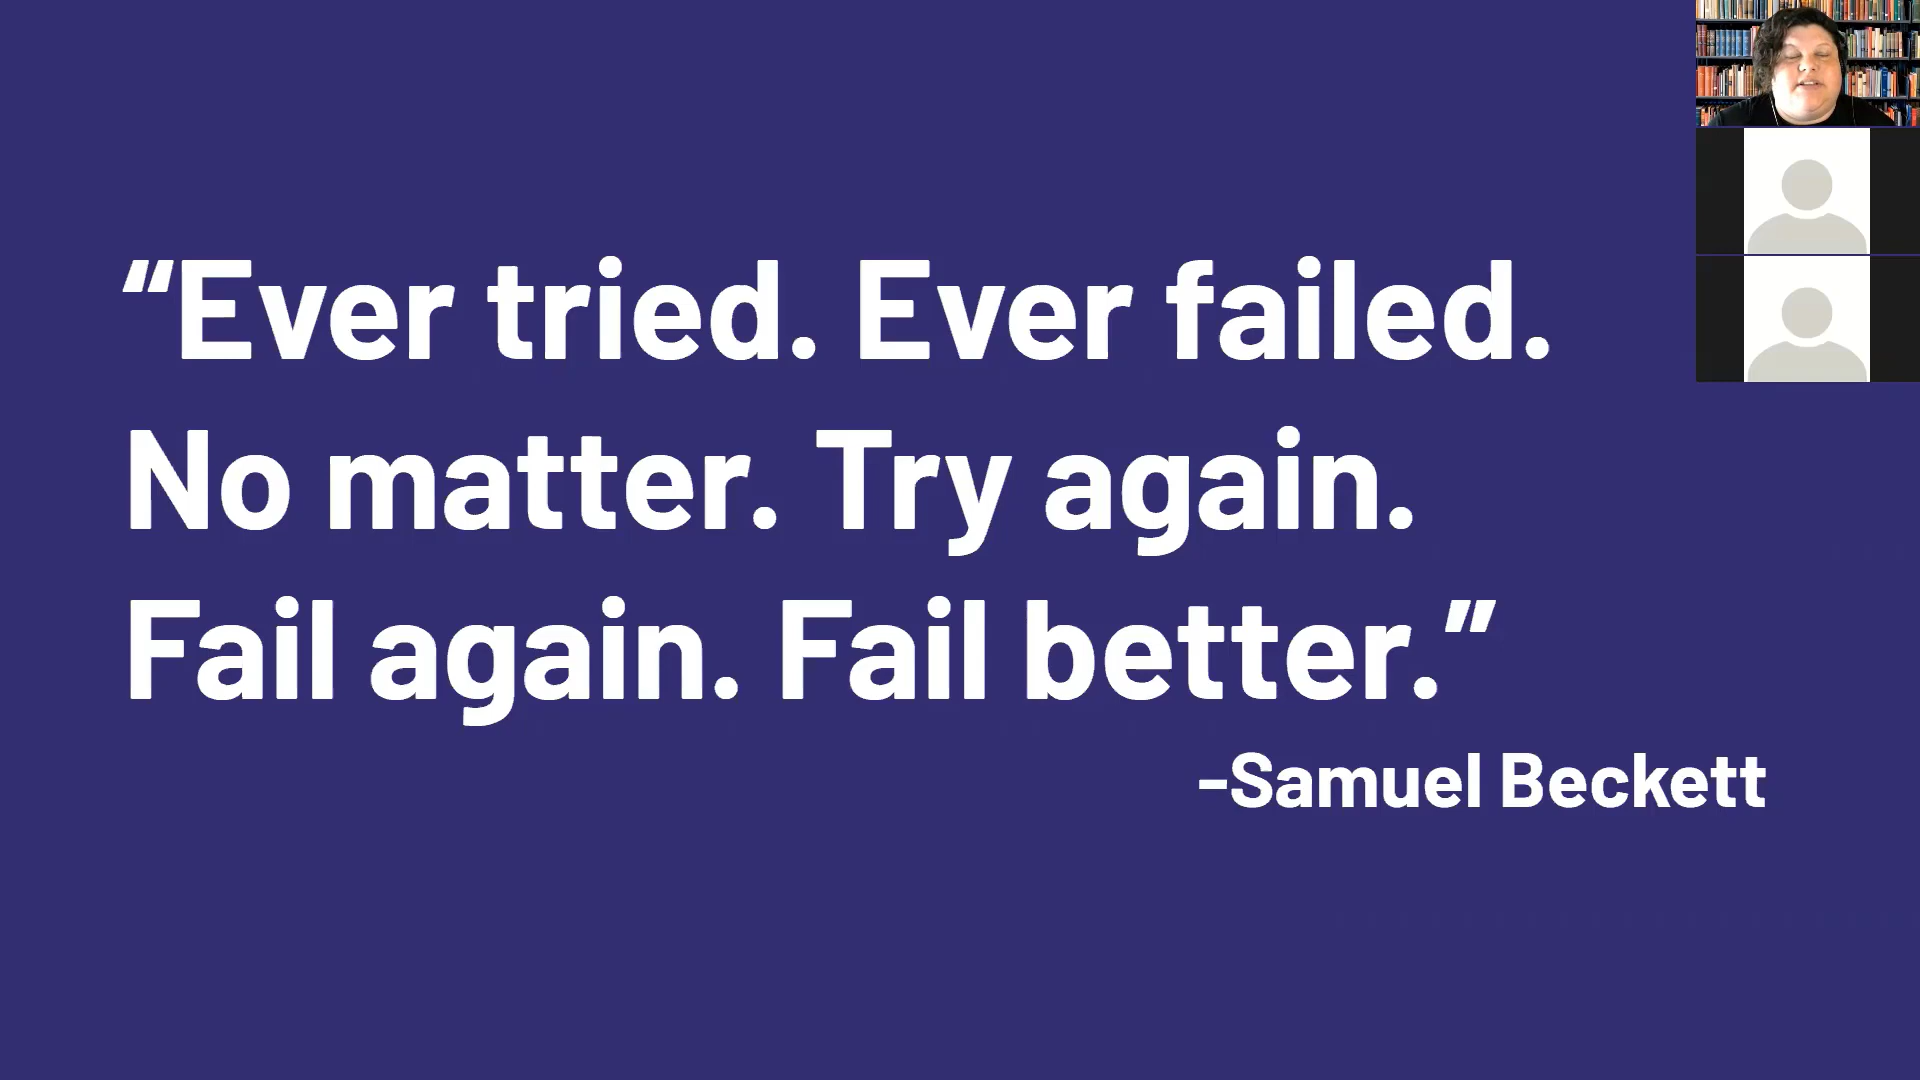 “Ever tried. Ever failed.
No matter. Try again.
Fail again. Fail better.”
-Samuel Beckett